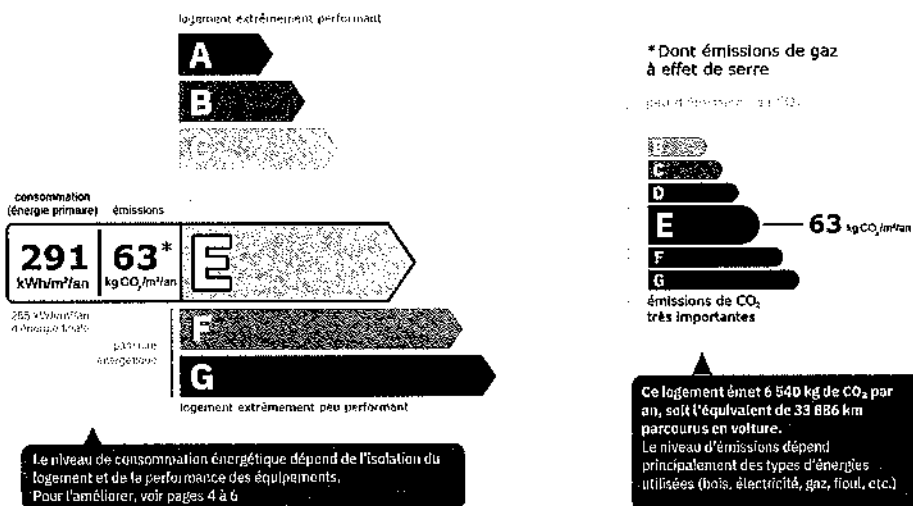 logement extrêmement performant
A
B
C
consommation
(énergie primaire)
émissions
291
kWh/m²/an
63*
kgCO₂/m²/an
E
F
G
passoire
énergétique
logement extrêmement peu performant
Le niveau de consommation énergétique dépend de l'isolation du
logement et de la performance des équipements.
Pour l'améliorer, voir pages 4 à 6
*Dont émissions de gaz
à effet de serre
B
C
D
E
63 kgCO₂/m²/an
F
G
émissions de CO₂
très importantes
Ce logement émet 6 540 kg de CO₂ par
an, soit l'équivalent de 33 886 km
parcourus en voiture.
Le niveau d'émissions dépend
principalement des types d'énergies
utilisées (bois, électricité, gaz, fioul, etc.)